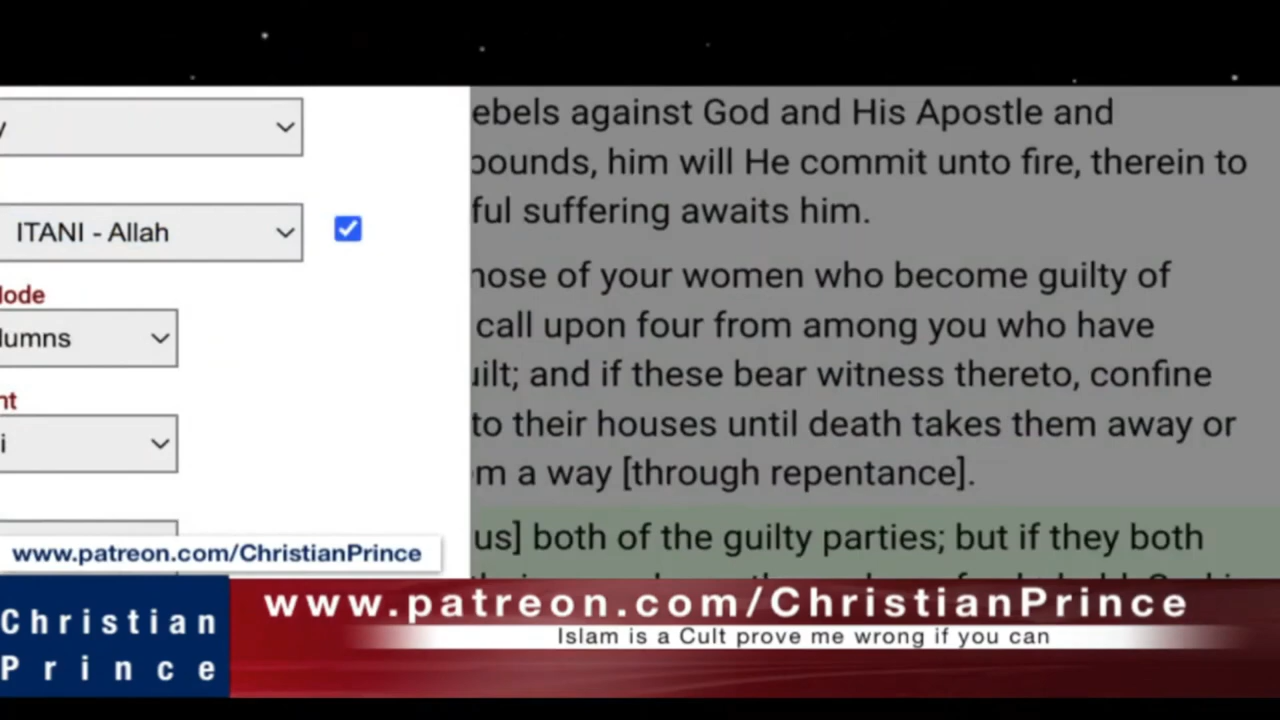 ebels against God and His Apostle and
bounds, him will He commit unto fire, therein to
ITANI - Allah
ful suffering awaits him.
hose of your women who become guilty of
lode
call upon four from among you who have
lumns
uilt; and if these bear witness thereto, confine
nt
to their houses until death takes them away or
i
m a way [through repentance].
us] both of the guilty parties; but if they both
www.patreon.com/ChristianPrince
Christian
Prince
www.patreon.com/ChristianPrince
Islam is a Cult prove me wrong if you can